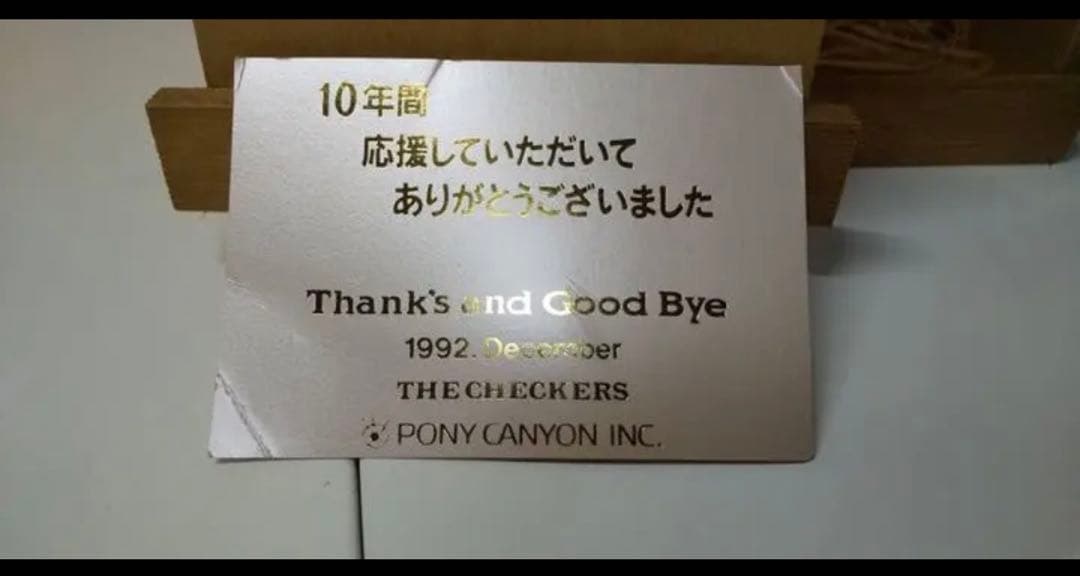 10年間
応援していただいて
ありがとうございました
Thank's and Good Bye
1992. December
THE CHECKERS
PONY CANYON INC.